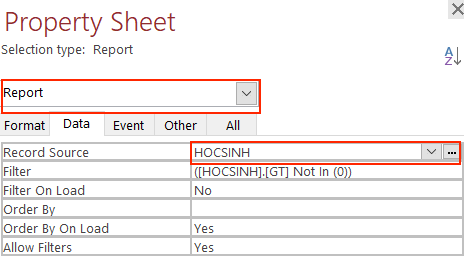 Property Sheet
Selection type: Report
Report
Format Data Event Other All
Record Source HOCSINH
Filter ([HOCSINH].[GT] Not In (0))
Filter On Load No
Order By
Order By On Load Yes
Allow Filters Yes